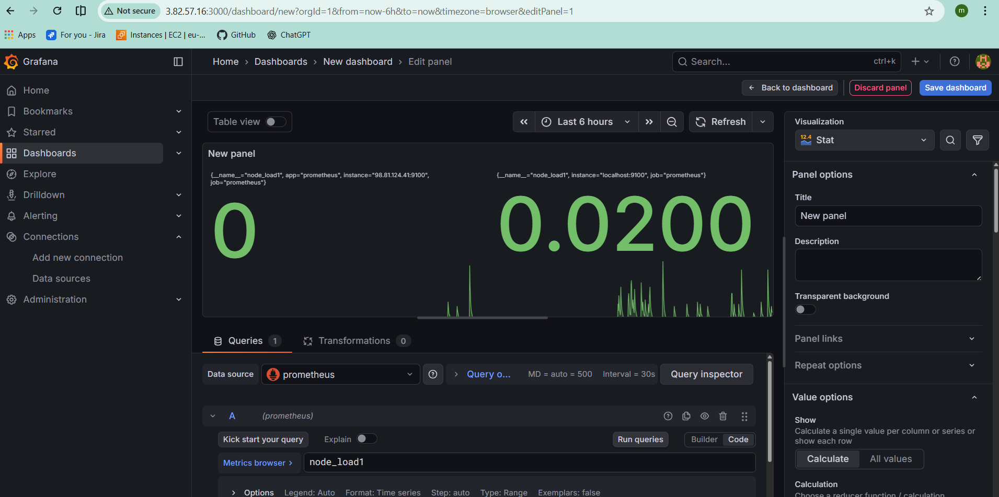 Not secure
3.82.57.16:3000/dashboard/new?orgId=1&from=now-6h&to=now&timezone=browser&editPanel=1
m
Apps
For you - Jira
Instances | EC2 | eu-...
GitHub
ChatGPT
Grafana
Home › Dashboards › New dashboard › Edit panel
Search...
ctrl+k
Back to dashboard
Discard panel
Save dashboard
Home
Bookmarks
Starred
Dashboards
Explore
Drilldown
Alerting
Connections
Add new connection
Data sources
Administration
Table view
Last 6 hours
Refresh
New panel
{__name__="node_load1", app="prometheus", instance="98.81.124.41:9100",
job="prometheus"}
0
{__name__="node_load1", instance="localhost:9100", job="prometheus"}
0.0200
Queries 1
Transformations 0
Data source
prometheus
Query o...
MD = auto = 500
Interval = 30s
Query inspector
A
(prometheus)
Kick start your query
Explain
Run queries
Builder
Code
Metrics browser ›
node_load1
Options
Legend: Auto
Format: Time series
Step: auto
Type: Range
Exemplars: false
Visualization
12.4
Stat
Panel options
Title
New panel
Description
Transparent background
Panel links
Repeat options
Value options
Show
Calculate a single value per column or series or
show each row
Calculate
All values
Calculation
Choose a reducer function / calculation